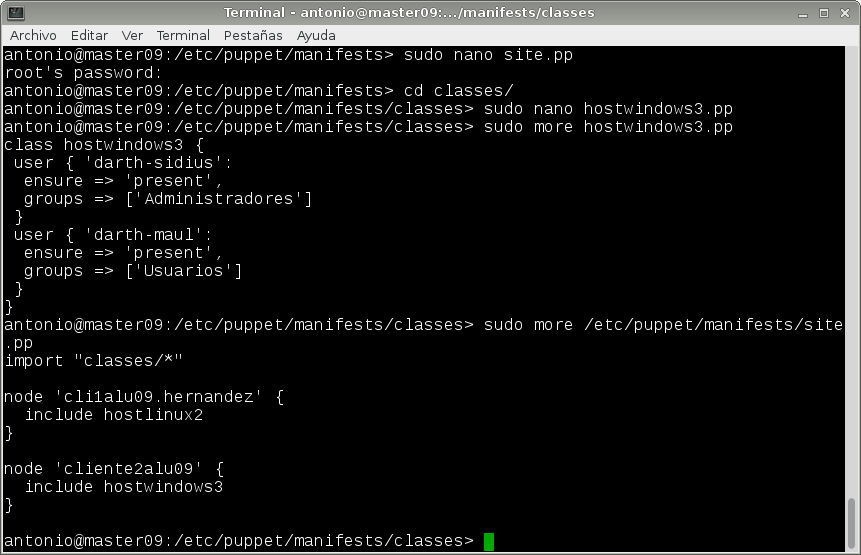 Terminal - antonio@master09:.../manifests/classes
Archivo Editar Ver Terminal Pestañas Ayuda
antonio@master09:/etc/puppet/manifests> sudo nano site.pp
root's password:
antonio@master09:/etc/puppet/manifests> cd classes/
antonio@master09:/etc/puppet/manifests/classes> sudo nano hostwindows3.pp
antonio@master09:/etc/puppet/manifests/classes> sudo more hostwindows3.pp
class hostwindows3 {
 user { 'darth-sidius':
  ensure => 'present',
  groups => ['Administradores']
 }
 user { 'darth-maul':
  ensure => 'present',
  groups => ['Usuarios']
 }
}
antonio@master09:/etc/puppet/manifests/classes> sudo more /etc/puppet/manifests/site
.pp
import "classes/*"
node 'cli1alu09.hernandez' {
  include hostlinux2
}
node 'cliente2alu09' {
  include hostwindows3
}
antonio@master09:/etc/puppet/manifests/classes>